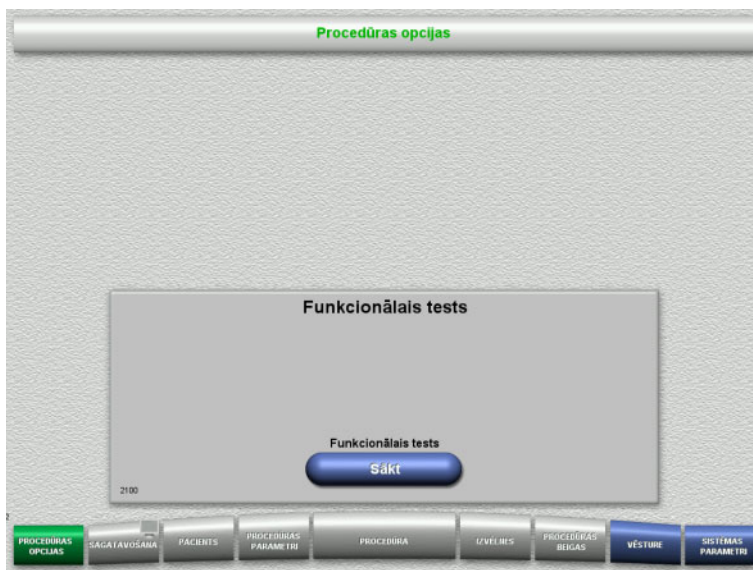 Procedūras opcijas
Funkcionālais tests
Funkcionālais tests
Sākt
2100
PROCEDŪRAS
OPCIJAS
SAGATAVOŠANA
PACIENTS
PROCEDŪRAS
PARAMETRI
PROCEDŪRA
IZVĒLNES
PROCEDŪRAS
BEIGAS
VĒSTURE
SISTĒMAS
PARAMETRI